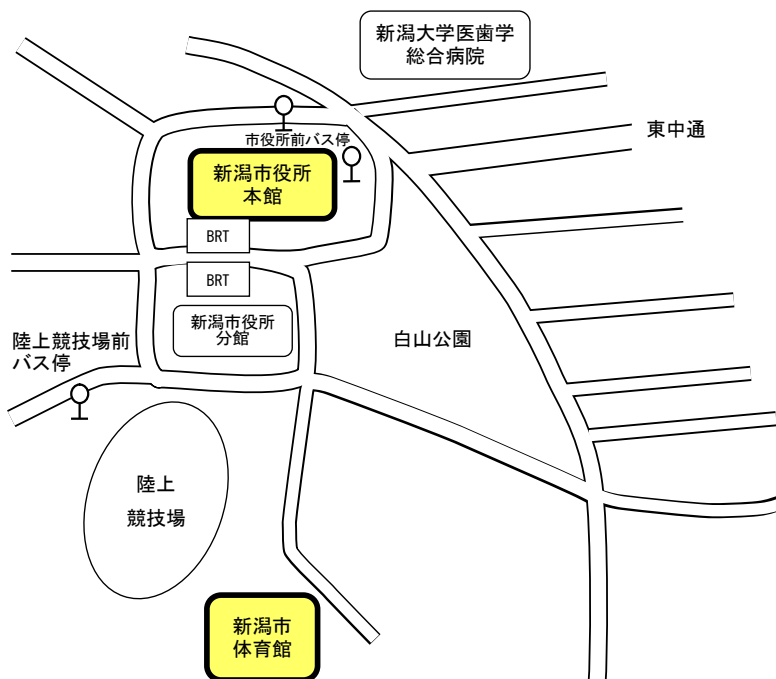 新潟大学医歯学
総合病院
東中通
市役所前バス停
新潟市役所
本館
BRT
BRT
新潟市役所
分館
陸上競技場前
バス停
白山公園
陸上
競技場
新潟市
体育館